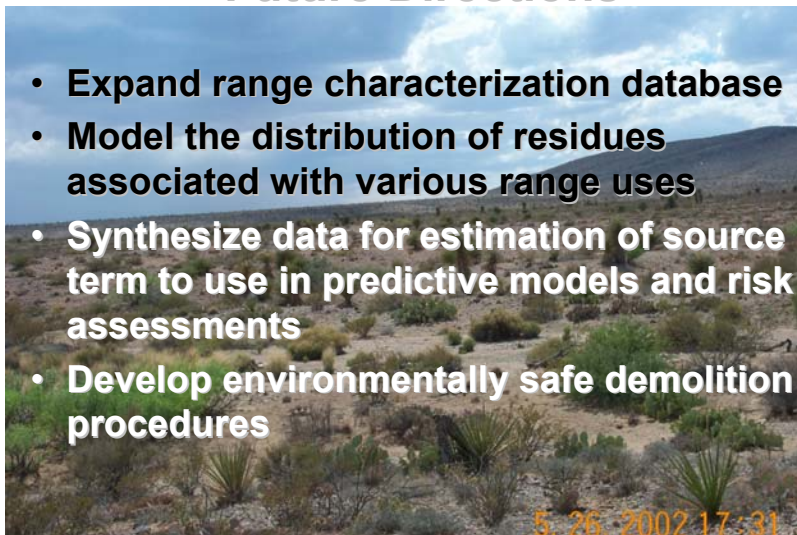 Future Directions
• Expand range characterization database
• Model the distribution of residues
associated with various range uses
• Synthesize data for estimation of source
term to use in predictive models and risk
assessments
• Develop environmentally safe demolition
procedures
5. 26. 2002 17:31